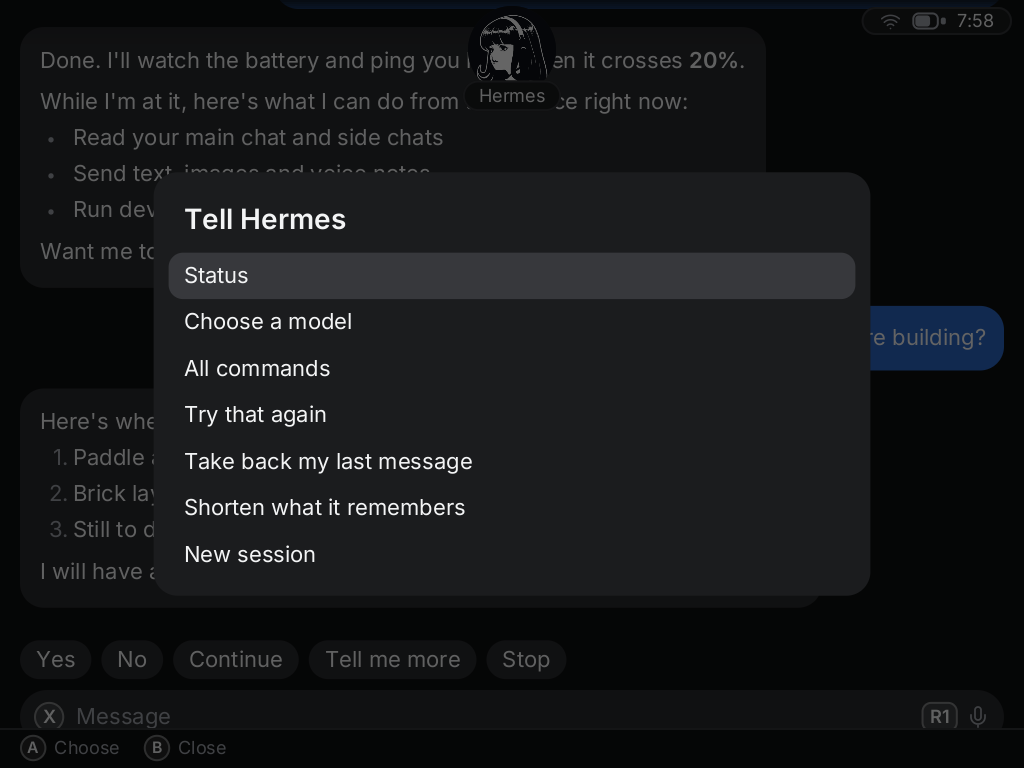 7:58
Done. I'll watch the battery and ping you en it crosses 20%.
Hermes
While I'm at it, here's what I can do from ce right now:
• Read your main chat and side chats
• Send text, images and voice notes
• Run dev
Want me to
Tell Hermes
Status
Choose a model
re building?
All commands
Try that again
Here's whe
1. Paddle
Take back my last message
2. Brick lay
Shorten what it remembers
3. Still to d
New session
I will have a
Yes No Continue Tell me more Stop
X Message R1
A Choose B Close